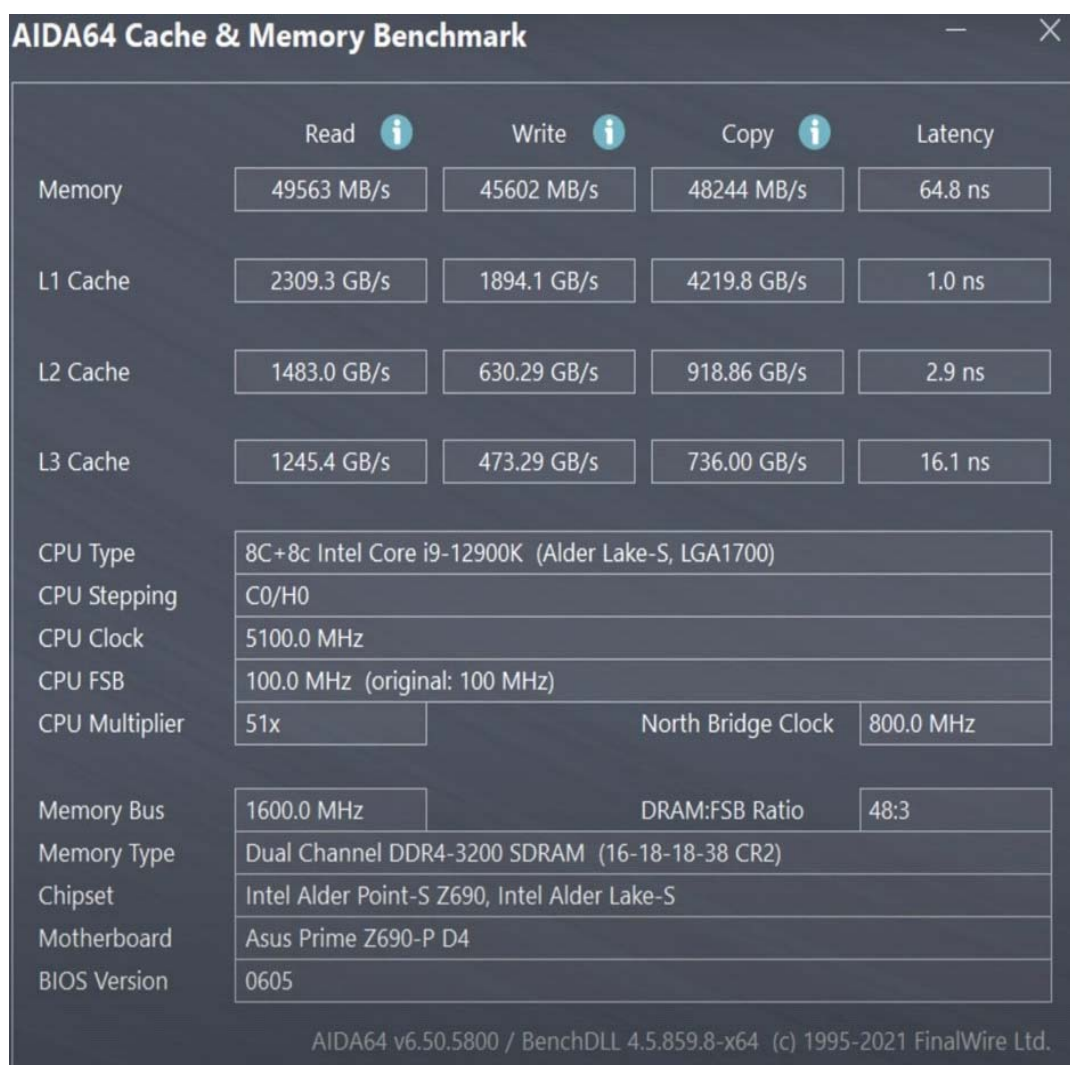 AIDA64 Cache & Memory Benchmark
Read Write Copy Latency
Memory 49563 MB/s 45602 MB/s 48244 MB/s 64.8 ns
L1 Cache 2309.3 GB/s 1894.1 GB/s 4219.8 GB/s 1.0 ns
L2 Cache 1483.0 GB/s 630.29 GB/s 918.86 GB/s 2.9 ns
L3 Cache 1245.4 GB/s 473.29 GB/s 736.00 GB/s 16.1 ns
CPU Type 8C+8c Intel Core i9-12900K (Alder Lake-S, LGA1700)
CPU Stepping C0/H0
CPU Clock 5100.0 MHz
CPU FSB 100.0 MHz (original: 100 MHz)
CPU Multiplier 51x North Bridge Clock 800.0 MHz
Memory Bus 1600.0 MHz DRAM:FSB Ratio 48:3
Memory Type Dual Channel DDR4-3200 SDRAM (16-18-18-38 CR2)
Chipset Intel Alder Point-S Z690, Intel Alder Lake-S
Motherboard Asus Prime Z690-P D4
BIOS Version 0605
AIDA64 v6.50.5800 / BenchDLL 4.5.859.8-x64 (c) 1995-2021 FinalWire Ltd.